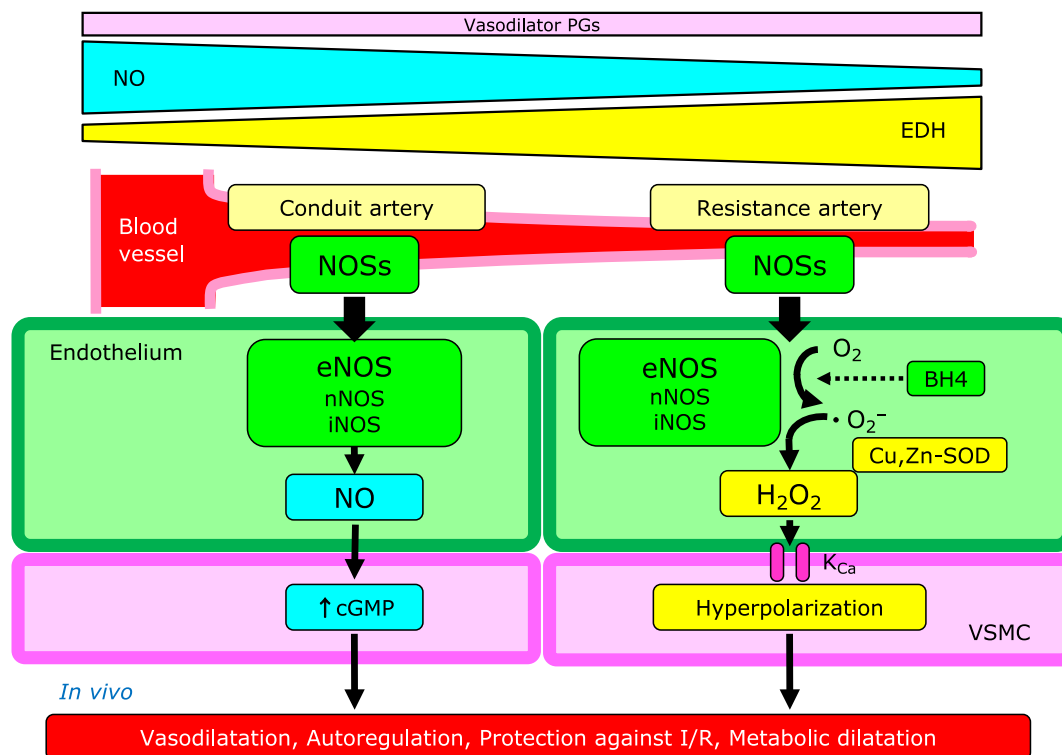 Vasodilator PGs
NO
EDH
Conduit artery
Resistance artery
Blood
vessel
NOSs
NOSs
Endothelium
eNOS
nNOS
iNOS
NO
eNOS
nNOS
iNOS
O₂
BH4
· O₂⁻
Cu,Zn-SOD
H₂O₂
K_Ca
↑cGMP
Hyperpolarization
VSMC
In vivo
Vasodilatation, Autoregulation, Protection against I/R, Metabolic dilatation